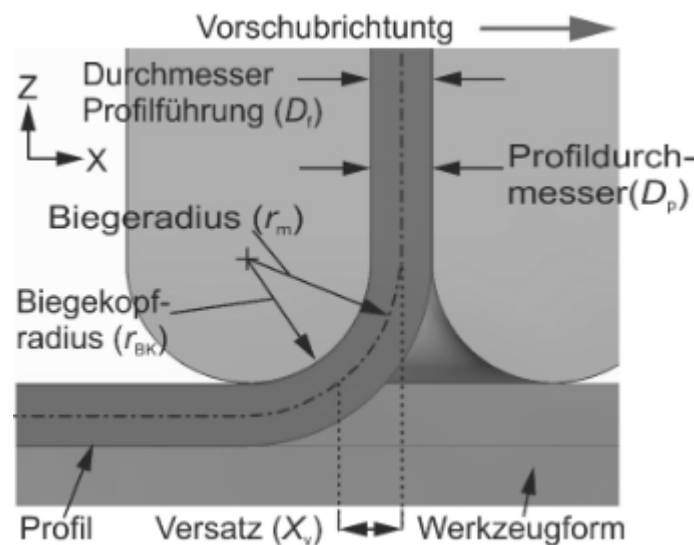 Vorschubrichtuntg
Z
X
Durchmesser
Profilführung (Df)
Profildurch-
messer(Dp)
Biegeradius (rm)
Biegekopf-
radius (rBK)
Profil
Versatz (Xv)
Werkzeugform